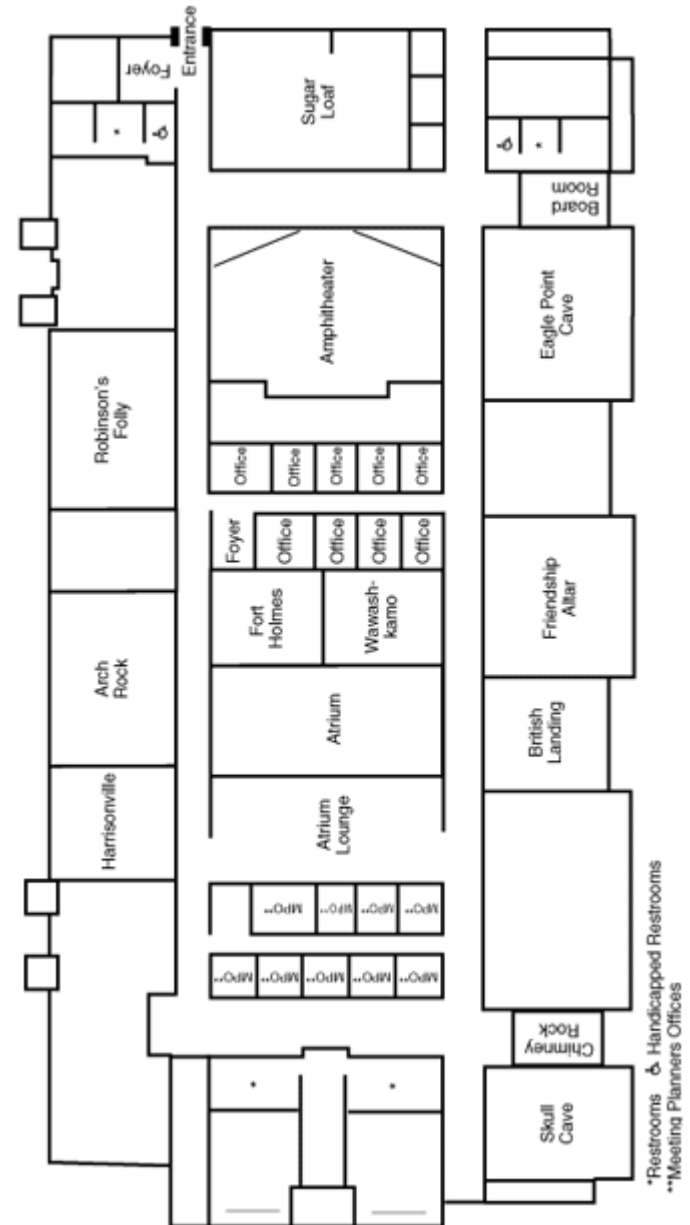 Entrance
Foyer
*
♿
Sugar
Loaf
♿
*
Board
Room
Amphitheater
Eagle Point
Cave
Robinson's
Folly
Office
Office
Office
Office
Office
Foyer
Office
Office
Office
Office
Fort
Holmes
Wawash-
kamo
Friendship
Altar
Arch
Rock
Atrium
British
Landing
Harrisonville
Atrium
Lounge
MPO**
MPO**
MPO**
MPO**
MPO**
MPO**
MPO**
MPO**
MPO**
Chimney
Rock
*
*
Skull
Cave
*Restrooms ♿ Handicapped Restrooms
**Meeting Planners Offices